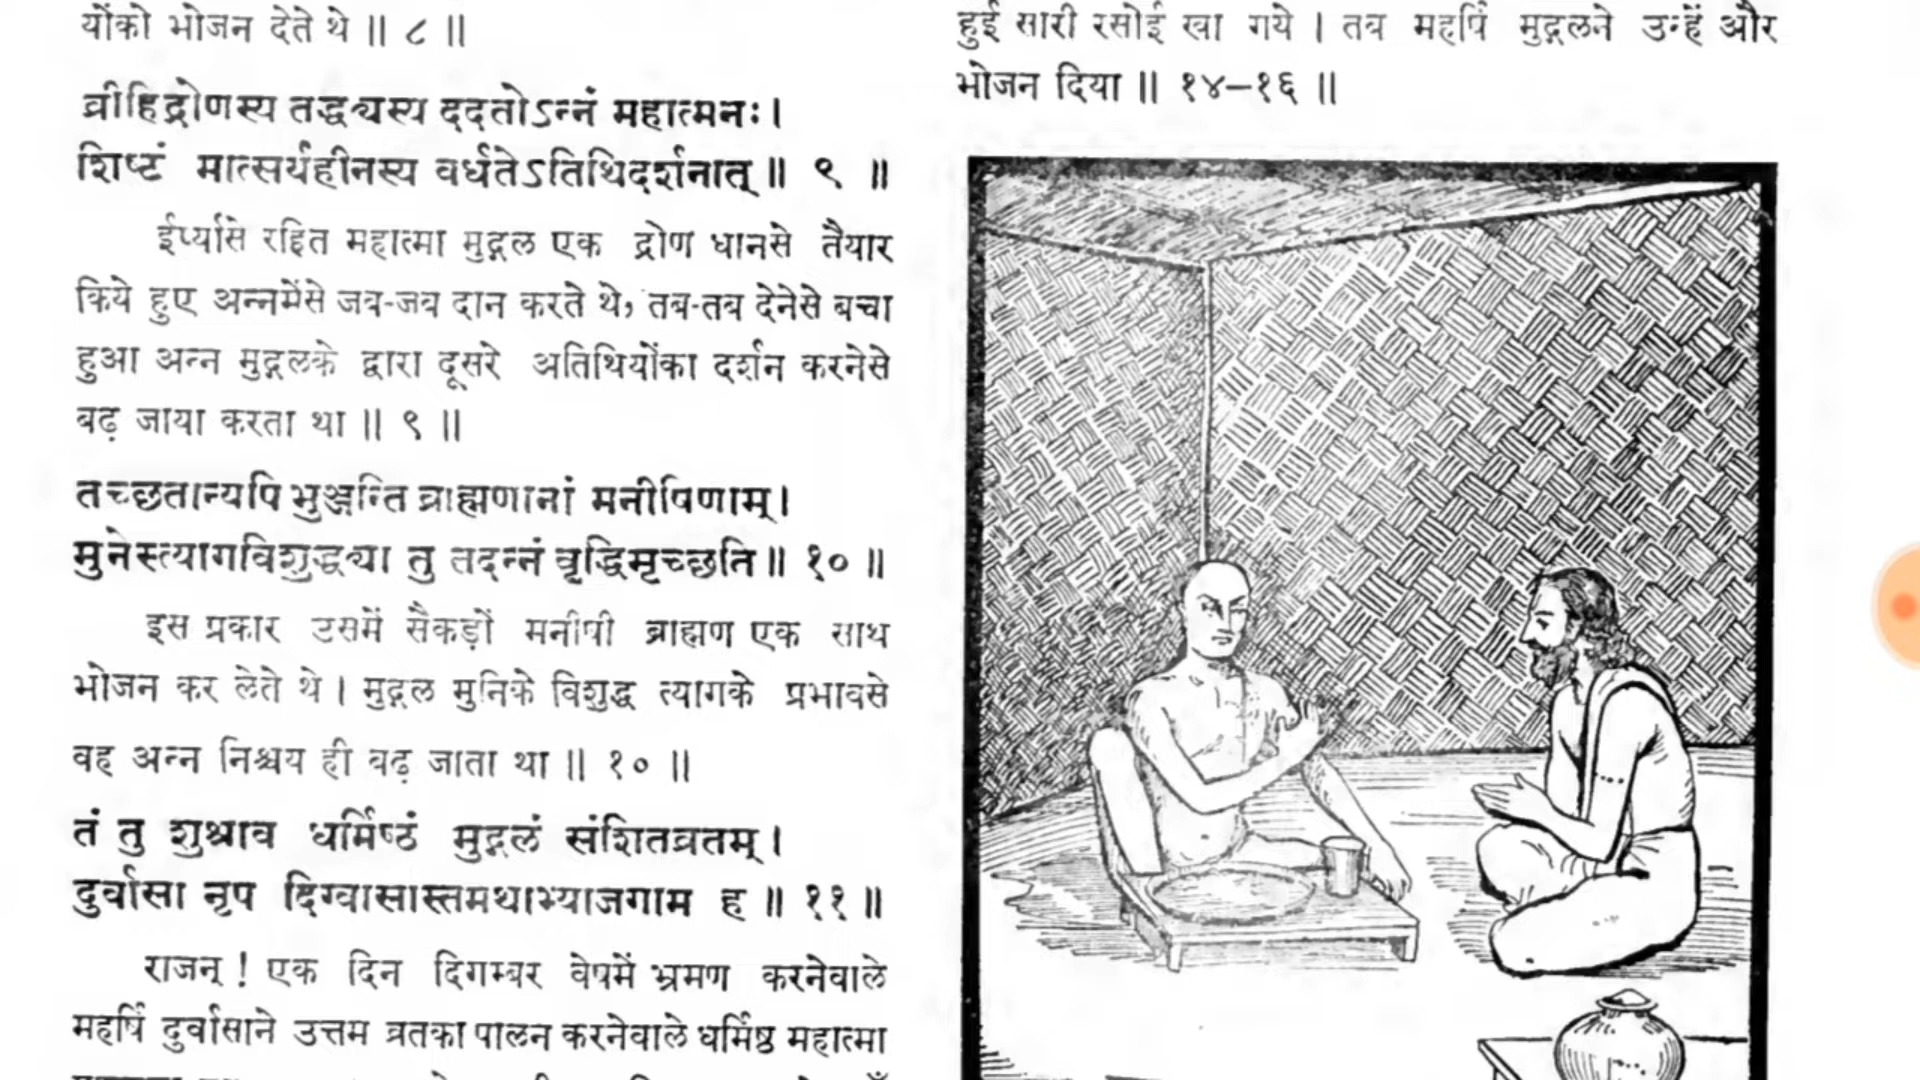 योंको भोजन देते थे ॥ ८ ॥
व्रीहिद्रोणस्य तद्ध्यस्य ददतोऽन्नं महात्मनः।
शिष्टं मात्सर्यहीनस्य वर्धतेऽतिथिदर्शनात् ॥ ९ ॥
ईर्ष्यासे रहित महात्मा मुद्गल एक द्रोण धानसे तैयार
किये हुए अन्नमेंसे जब-जब दान करते थे, तब-तब देनेसे बचा
हुआ अन्न मुद्गलके द्वारा दूसरे अतिथियोंका दर्शन करनेसे
बढ़ जाया करता था ॥ ९ ॥
तच्छतान्यपि भुञ्जन्ति ब्राह्मणानां मनीषिणाम्।
मुनेस्त्यागविशुद्ध्या तु तदन्नं वृद्धिमृच्छति ॥ १० ॥
इस प्रकार उसमें सैकड़ों मनीषी ब्राह्मण एक साथ
भोजन कर लेते थे । मुद्गल मुनिके विशुद्ध त्यागके प्रभावसे
वह अन्न निश्चय ही बढ़ जाता था ॥ १० ॥
तं तु शुश्राव धर्मिष्ठं मुद्गलं संशितव्रतम्।
दुर्वासा नृप दिग्वासास्तमथाभ्याजगाम ह ॥ ११ ॥
राजन् ! एक दिन दिगम्बर वेषमें भ्रमण करनेवाले
महर्षि दुर्वासाने उत्तम व्रतका पालन करनेवाले धर्मिष्ठ महात्मा
हुई सारी रसोई खा गये । तब महर्षि मुद्गलने उन्हें और
भोजन दिया ॥ १४–१६ ॥